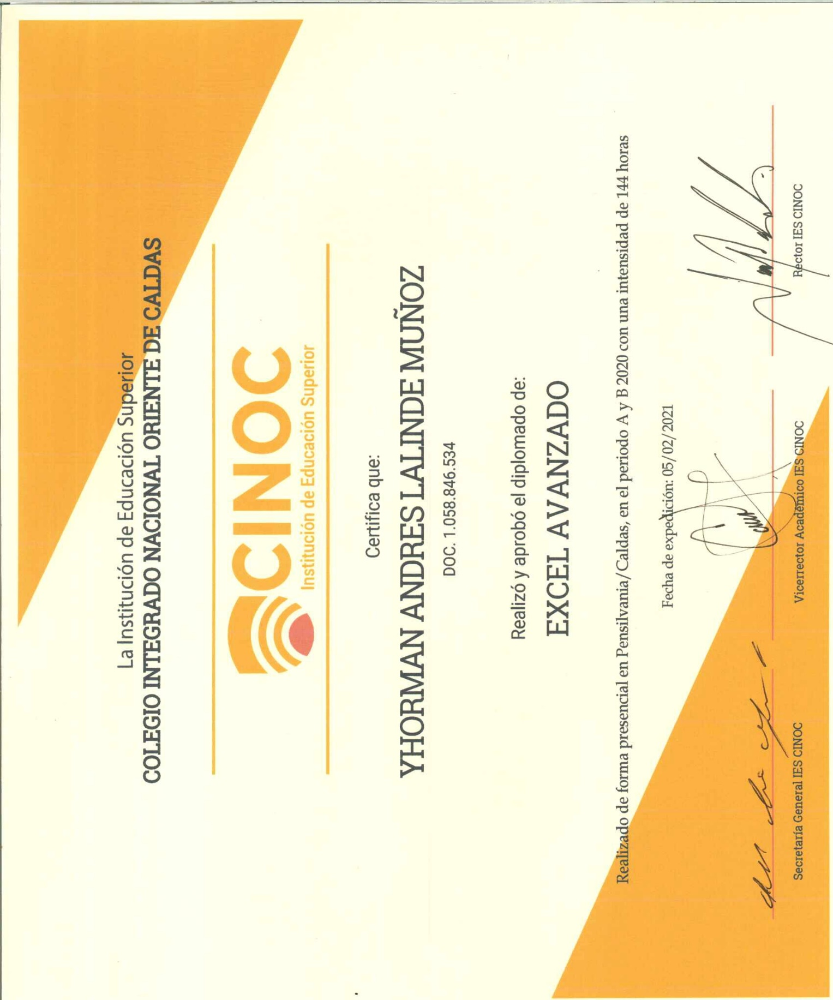 La Institución de Educación Superior
COLEGIO INTEGRADO NACIONAL ORIENTE DE CALDAS
CINOC
Institución de Educación Superior
Certifica que:
YHORMAN ANDRES LALINDE MUÑOZ
DOC. 1.058.846.534
Realizó y aprobó el diplomado de:
EXCEL AVANZADO
Realizado de forma presencial en Pensilvania/Caldas, en el periodo A y B 2020 con una intensidad de 144 horas
Fecha de expedición: 05/02/2021
Secretaría General IES CINOC
Vicerrector Académico IES CINOC
Rector IES CINOC